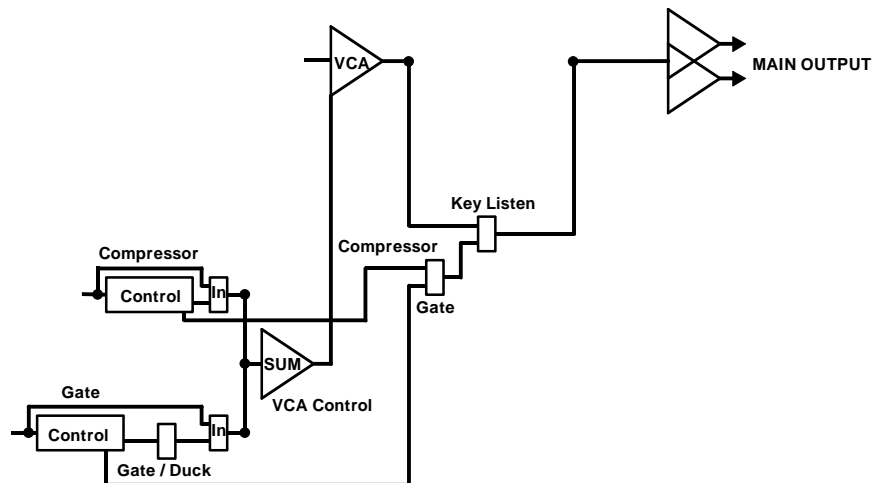 VCA
MAIN OUTPUT
Key Listen
Compressor
Compressor
Control
In
Gate
SUM
VCA Control
Gate
Control
In
Gate / Duck